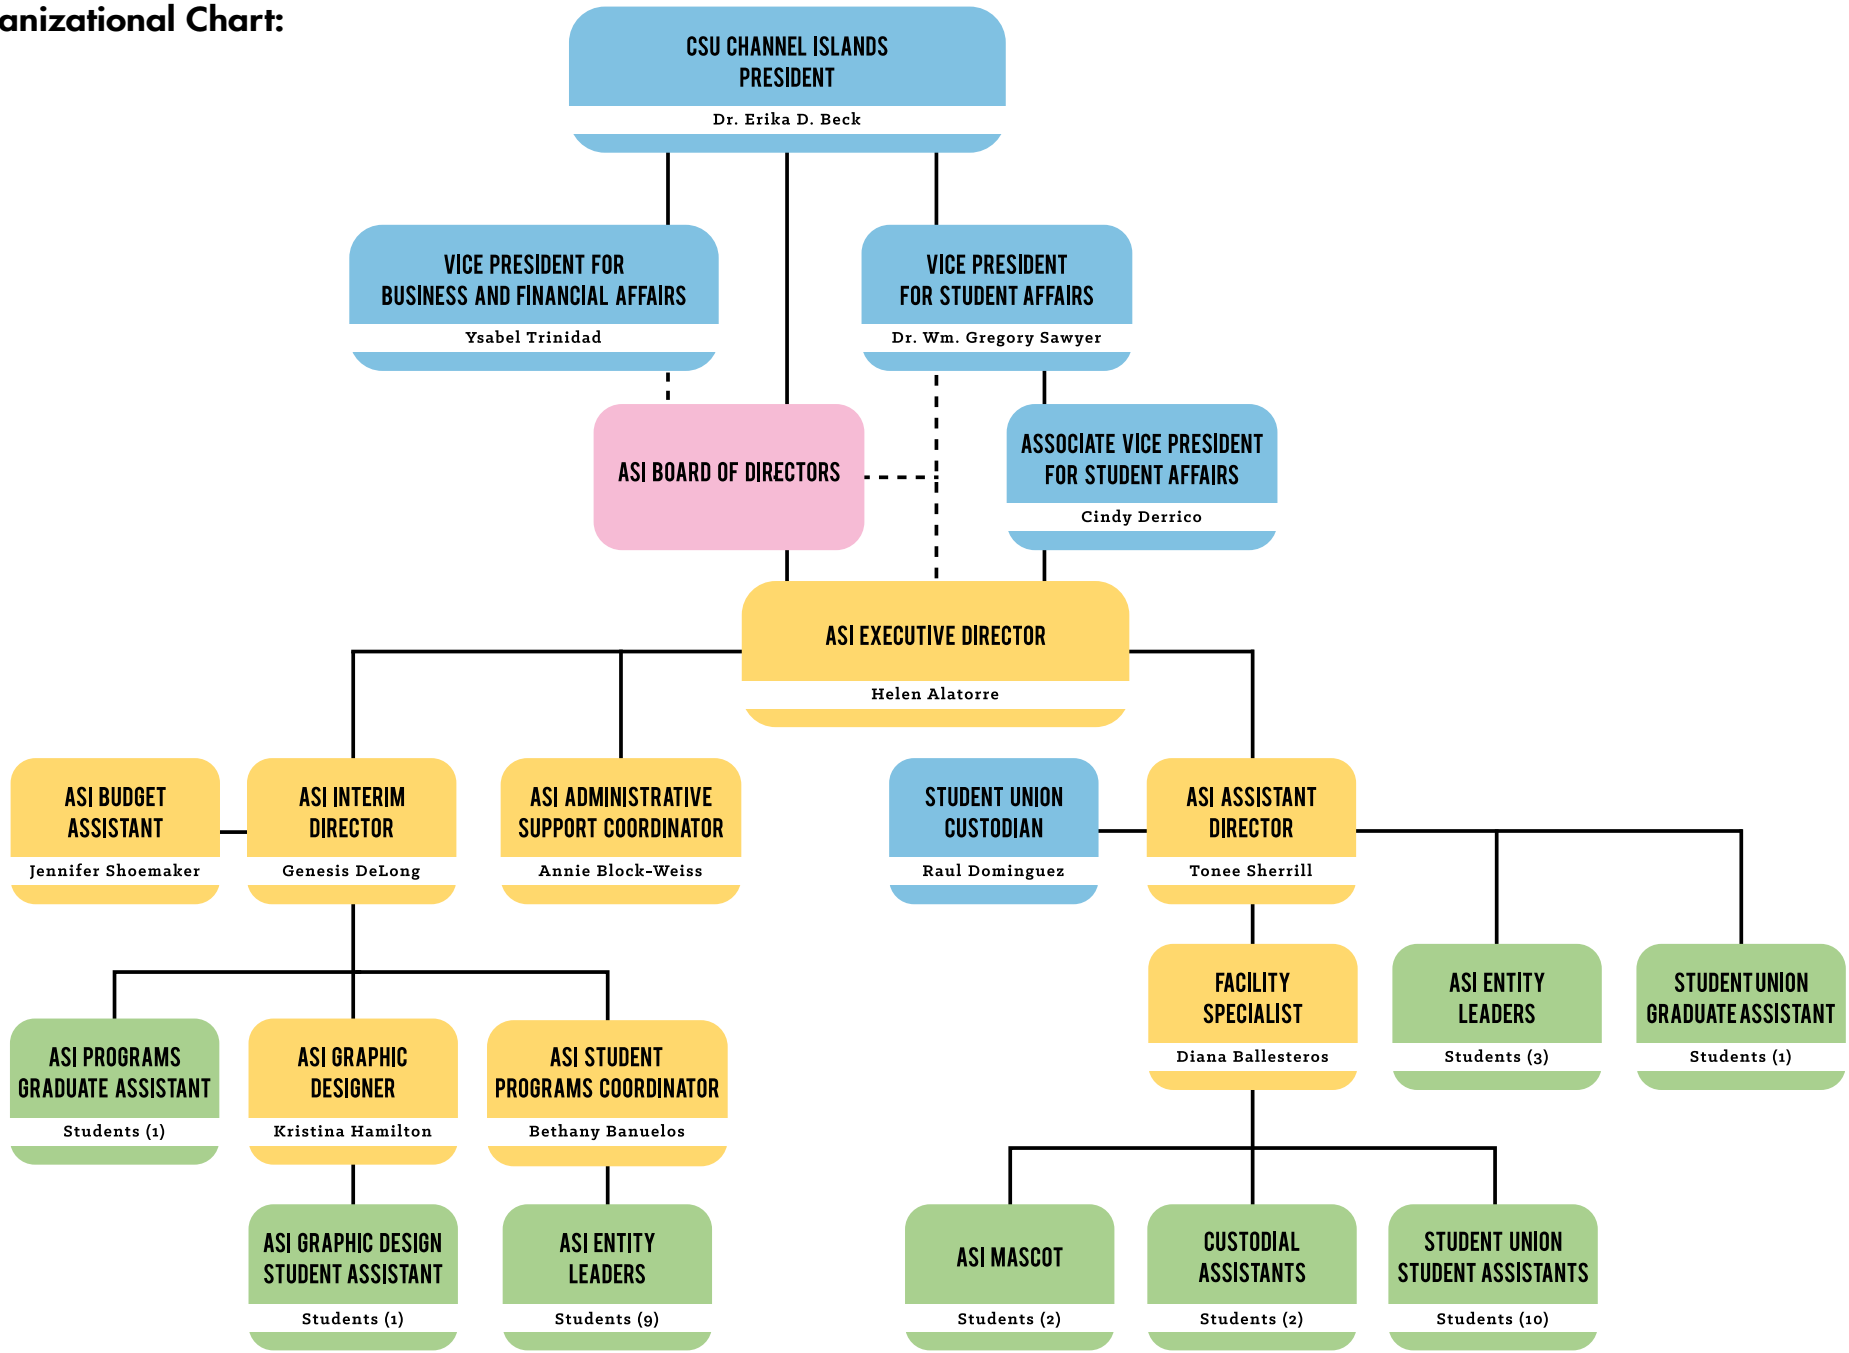 anizational Chart:
CSU CHANNEL ISLANDS
PRESIDENT
Dr. Erika D. Beck
VICE PRESIDENT FOR
BUSINESS AND FINANCIAL AFFAIRS
Ysabel Trinidad
VICE PRESIDENT
FOR STUDENT AFFAIRS
Dr. Wm. Gregory Sawyer
ASI BOARD OF DIRECTORS
ASSOCIATE VICE PRESIDENT
FOR STUDENT AFFAIRS
Cindy Derrico
ASI EXECUTIVE DIRECTOR
Helen Alatorre
ASI BUDGET
ASSISTANT
Jennifer Shoemaker
ASI INTERIM
DIRECTOR
Genesis DeLong
ASI ADMINISTRATIVE
SUPPORT COORDINATOR
Annie Block-Weiss
STUDENT UNION
CUSTODIAN
Raul Dominguez
ASI ASSISTANT
DIRECTOR
Tonee Sherrill
FACILITY
SPECIALIST
Diana Ballesteros
ASI ENTITY
LEADERS
Students (3)
STUDENT UNION
GRADUATE ASSISTANT
Students (1)
ASI PROGRAMS
GRADUATE ASSISTANT
Students (1)
ASI GRAPHIC
DESIGNER
Kristina Hamilton
ASI STUDENT
PROGRAMS COORDINATOR
Bethany Banuelos
ASI GRAPHIC DESIGN
STUDENT ASSISTANT
Students (1)
ASI ENTITY
LEADERS
Students (9)
ASI MASCOT
Students (2)
CUSTODIAL
ASSISTANTS
Students (2)
STUDENT UNION
STUDENT ASSISTANTS
Students (10)